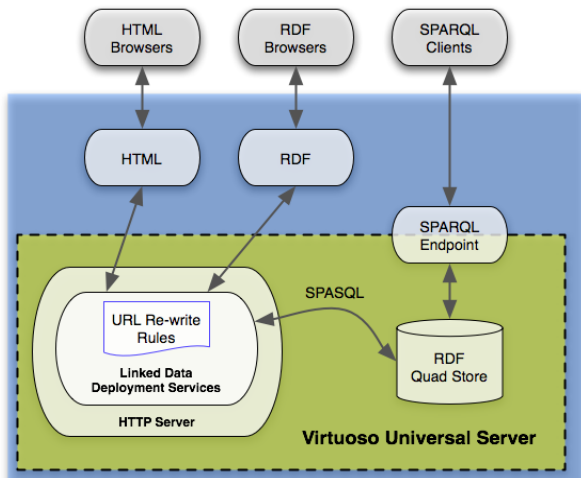 HTML
Browsers
RDF
Browsers
SPARQL
Clients
HTML
RDF
SPARQL
Endpoint
SPASQL
URL Re-write
Rules
Linked Data
Deployment Services
HTTP Server
RDF
Quad Store
Virtuoso Universal Server